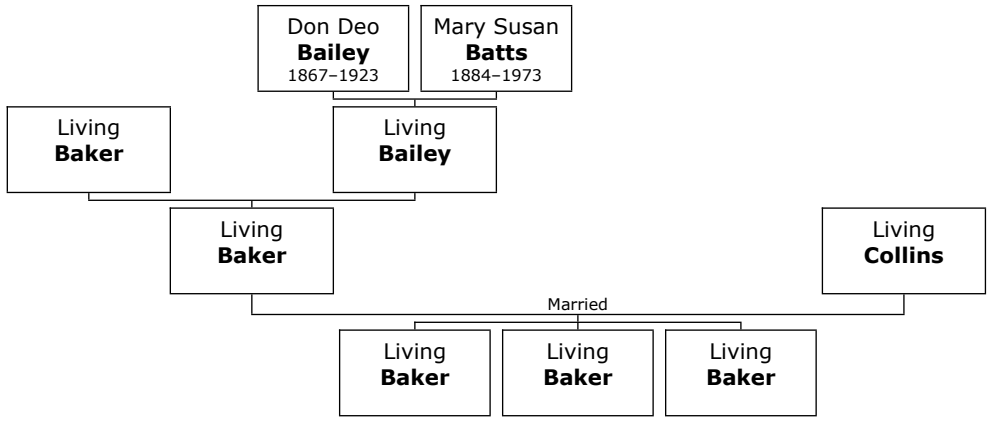 Don Deo
Bailey
1867–1923
Mary Susan
Batts
1884–1973
Living
Baker
Living
Bailey
Living
Baker
Living
Collins
Married
Living
Baker
Living
Baker
Living
Baker